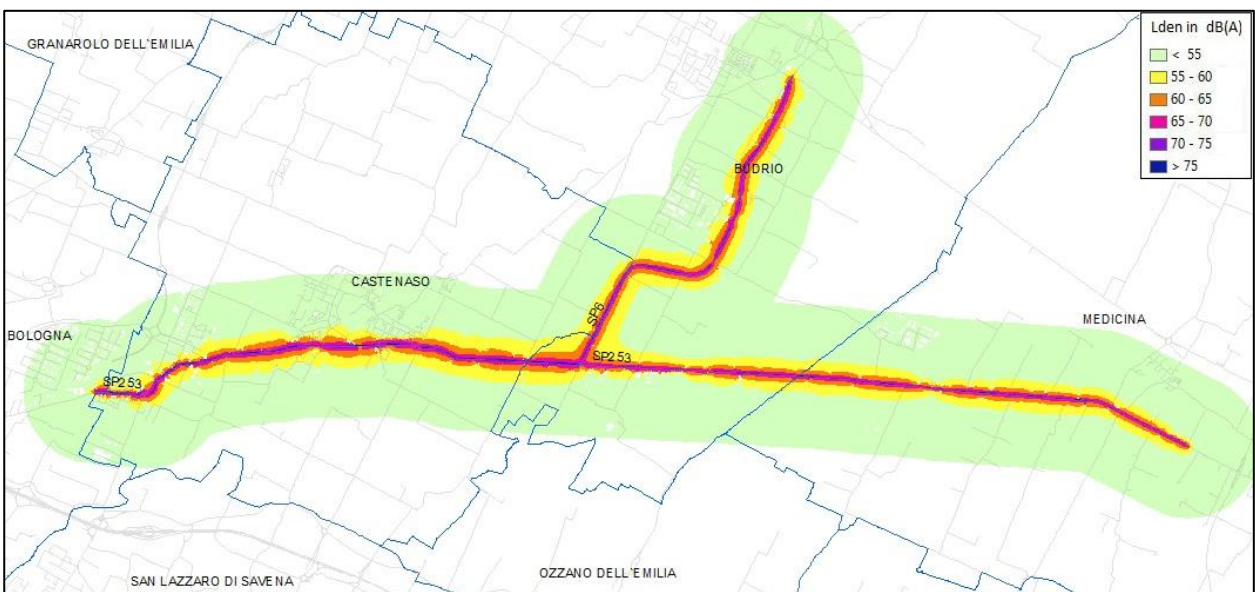 GRANAROLO DELL'EMILIA
Lden in dB(A)
< 55
55 - 60
60 - 65
65 - 70
70 - 75
> 75
BUDRIO
CASTENASO
SP6
MEDICINA
BOLOGNA
SP253
SP253
OZZANO DELL'EMILIA
SAN LAZZARO DI SAVENA